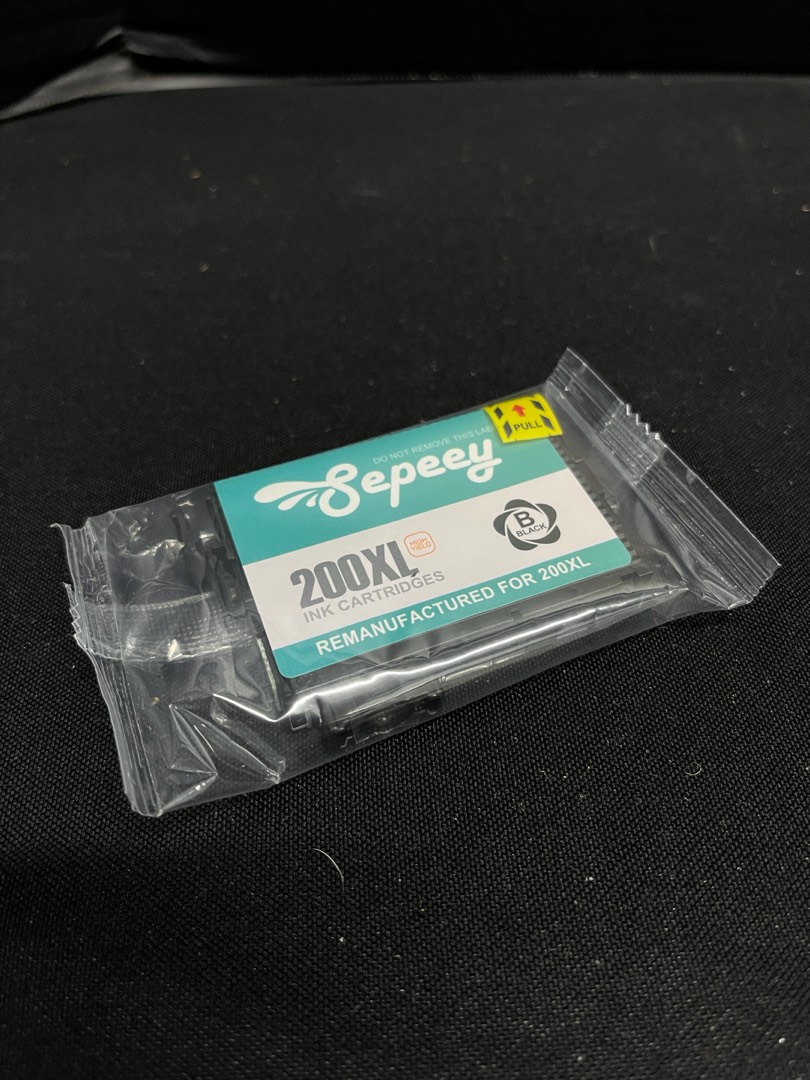 DO NOT REMOVE THIS LAB
PULL
Sepeey
200XL
HIGH YIELD
INK CARTRIDGES
B
BLACK
REMANUFACTURED FOR 200XL